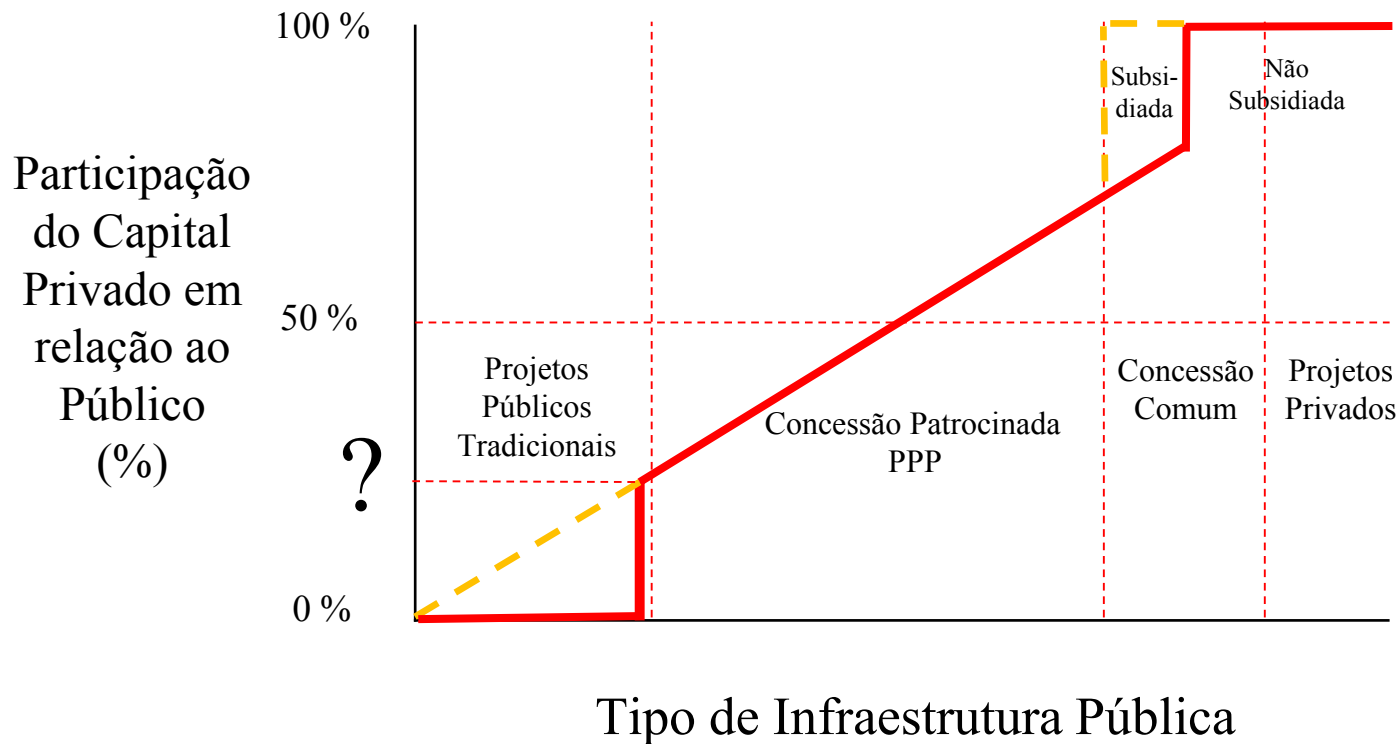 Participação
do Capital
Privado em
relação ao
Público
(%)
100 %
50 %
?
0 %
Subsi-
diada
Não
Subsidiada
Projetos
Públicos
Tradicionais
Concessão Patrocinada
PPP
Concessão
Comum
Projetos
Privados
Tipo de Infraestrutura Pública